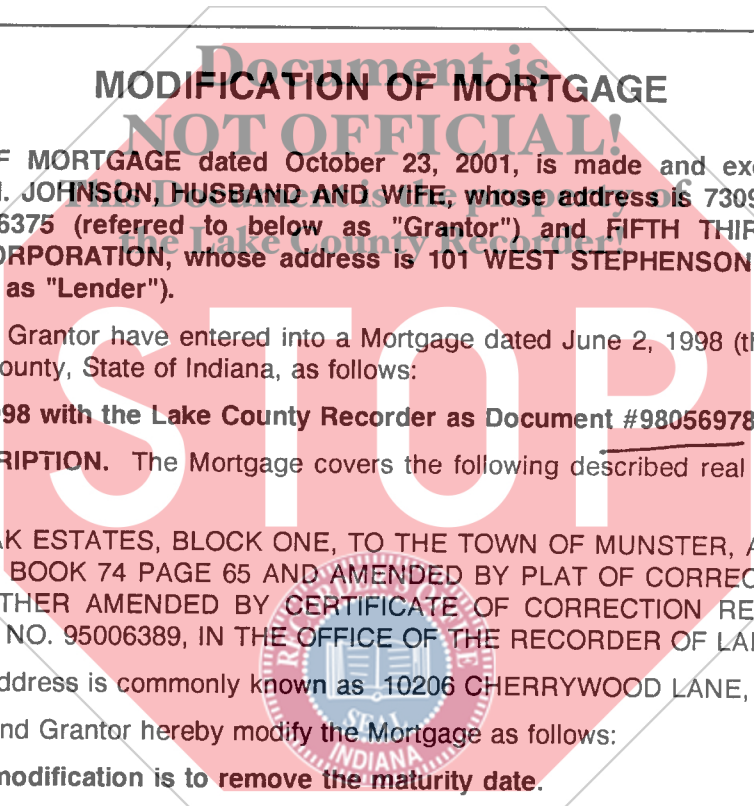 MODIFICATION OF MORTGAGE
Document is
NOT OFFICIAL!
This Document is the property of
the Lake County Recorder!
F MORTGAGE dated October 23, 2001, is made and exe
. JOHNSON, HUSBAND AND WIFE, whose address is 7309
6375 (referred to below as "Grantor") and FIFTH THIR
ORPORATION, whose address is 101 WEST STEPHENSON
as "Lender").
Grantor have entered into a Mortgage dated June 2, 1998 (th
ounty, State of Indiana, as follows:
98 with the Lake County Recorder as Document #98056978
RIPTION. The Mortgage covers the following described real
STOP
AK ESTATES, BLOCK ONE, TO THE TOWN OF MUNSTER, A
BOOK 74 PAGE 65 AND AMENDED BY PLAT OF CORREC
THER AMENDED BY CERTIFICATE OF CORRECTION RE
NO. 95006389, IN THE OFFICE OF THE RECORDER OF LA
ddress is commonly known as 10206 CHERRYWOOD LANE,
nd Grantor hereby modify the Mortgage as follows:
modification is to remove the maturity date.
SEAL
INDIANA